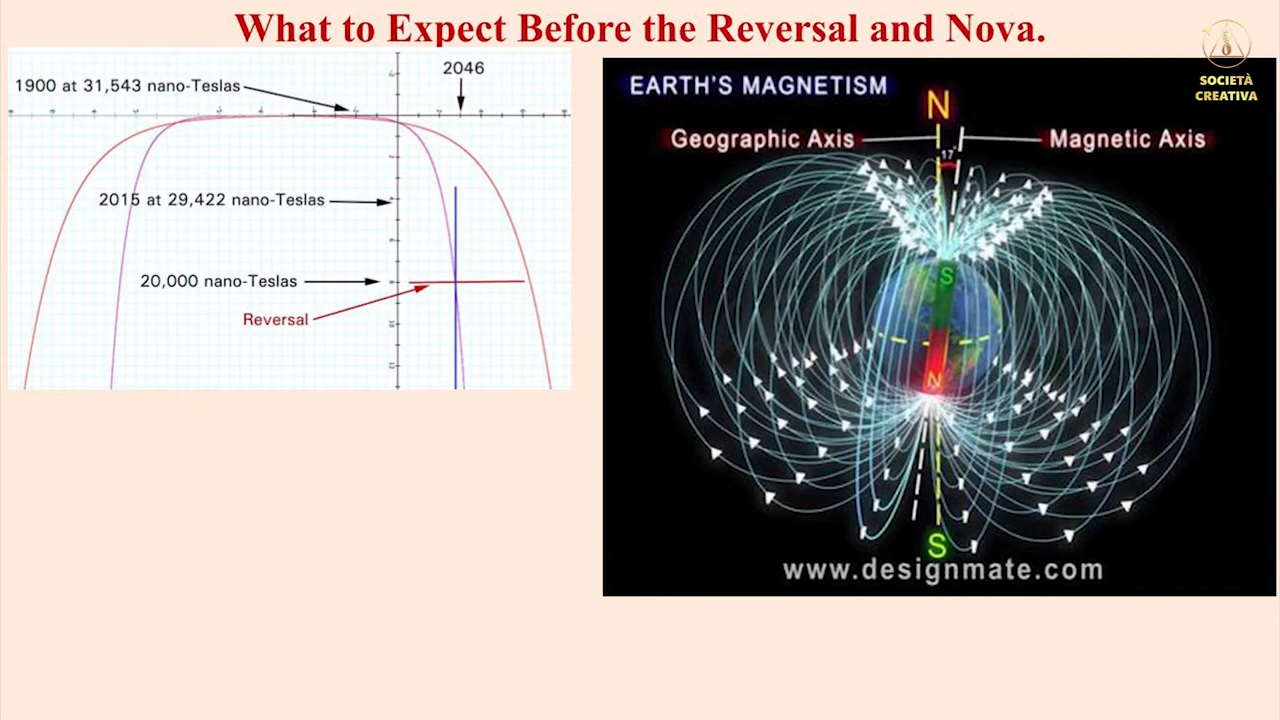 What to Expect Before the Reversal and Nova.
SOCIETÀ
CREATIVA
2046
1900 at 31,543 nano-Teslas
2015 at 29,422 nano-Teslas
20,000 nano-Teslas
Reversal
EARTH'S MAGNETISM
N
Geographic Axis
Magnetic Axis
17°
S
N
S
www.designmate.com